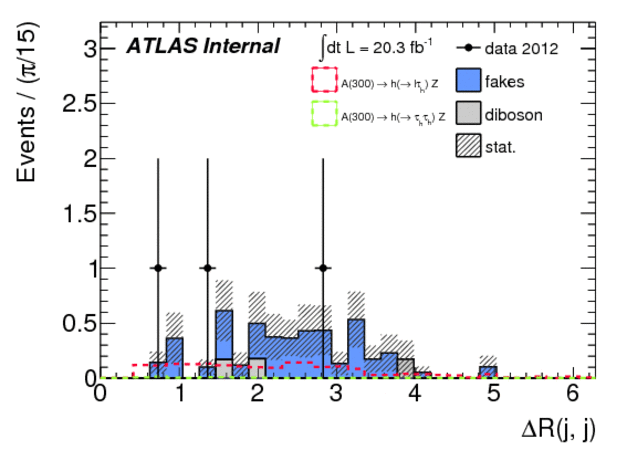 ATLAS Internal
∫dt L = 20.3 fb⁻¹
data 2012
A(300) → h(→ lτₕ) Z
fakes
A(300) → h(→ τₕτₕ) Z
diboson
stat.
Events / (π/15)
3
2.5
2
1.5
1
0.5
0
0 1 2 3 4 5 6
ΔR(j, j)